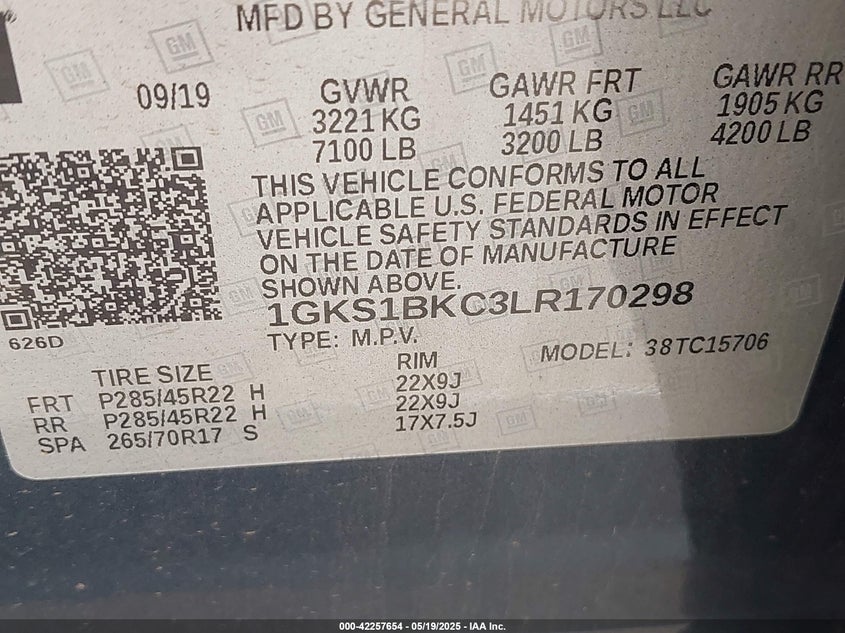 MFD BY GENERAL MOTORS LLC
09/19
GVWR GAWR FRT GAWR RR
3221 KG 1451 KG 1905 KG
7100 LB 3200 LB 4200 LB
THIS VEHICLE CONFORMS TO ALL
APPLICABLE U.S. FEDERAL MOTOR
VEHICLE SAFETY STANDARDS IN EFFECT
ON THE DATE OF MANUFACTURE
SHOWN ABOVE.
1GKS1BKC3LR170298
626D
TYPE: M.P.V. MODEL: 38TC15706
TIRE SIZE RIM
FRT P285/45R22 H 22X9J
RR P285/45R22 H 22X9J
SPA 265/70R17 S 17X7.5J
000-42257654 - 05/19/2025 - IAA Inc.